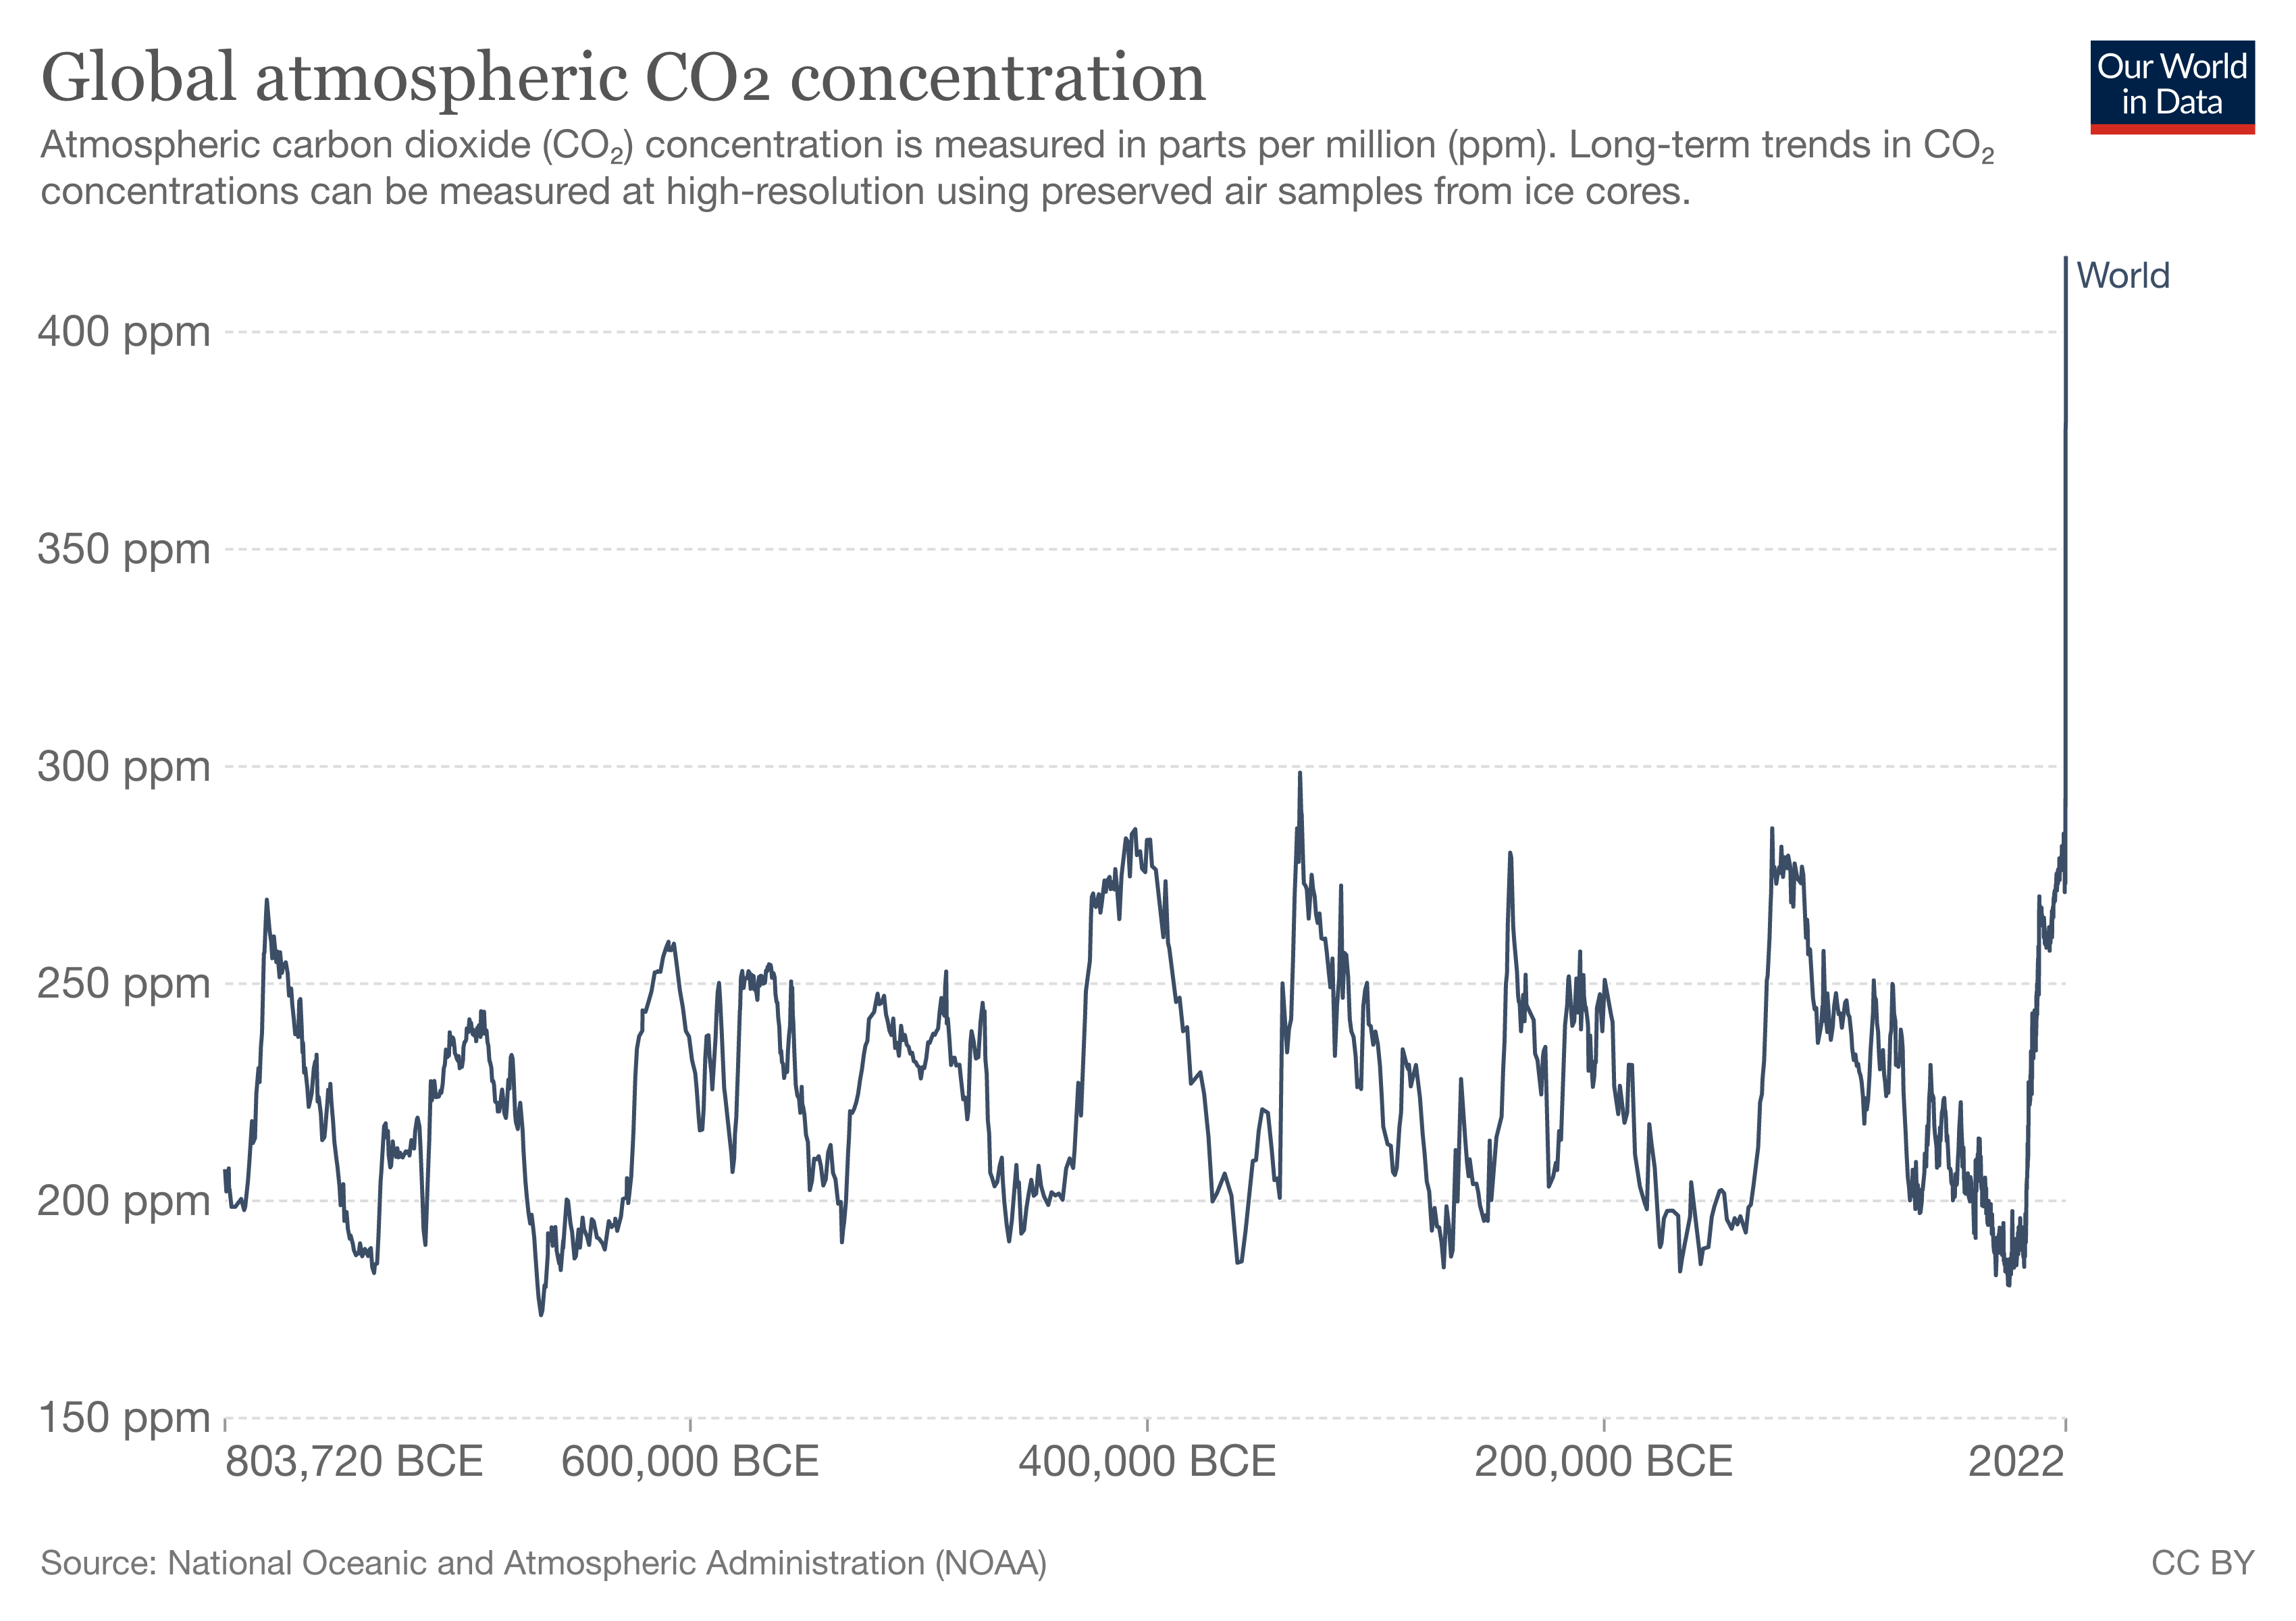 Global atmospheric CO2 concentration
Our World
in Data
Atmospheric carbon dioxide (CO₂) concentration is measured in parts per million (ppm). Long-term trends in CO₂
concentrations can be measured at high-resolution using preserved air samples from ice cores.
World
400 ppm
350 ppm
300 ppm
250 ppm
200 ppm
150 ppm
803,720 BCE 600,000 BCE 400,000 BCE 200,000 BCE 2022
Source: National Oceanic and Atmospheric Administration (NOAA) CC BY